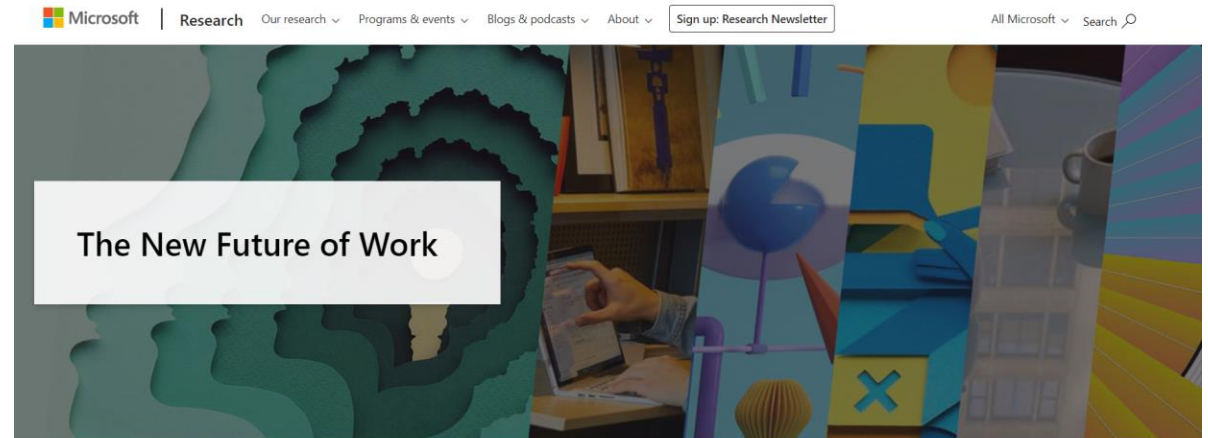 Microsoft Research Our research Programs & events Blogs & podcasts About Sign up: Research Newsletter All Microsoft Search
The New Future of Work